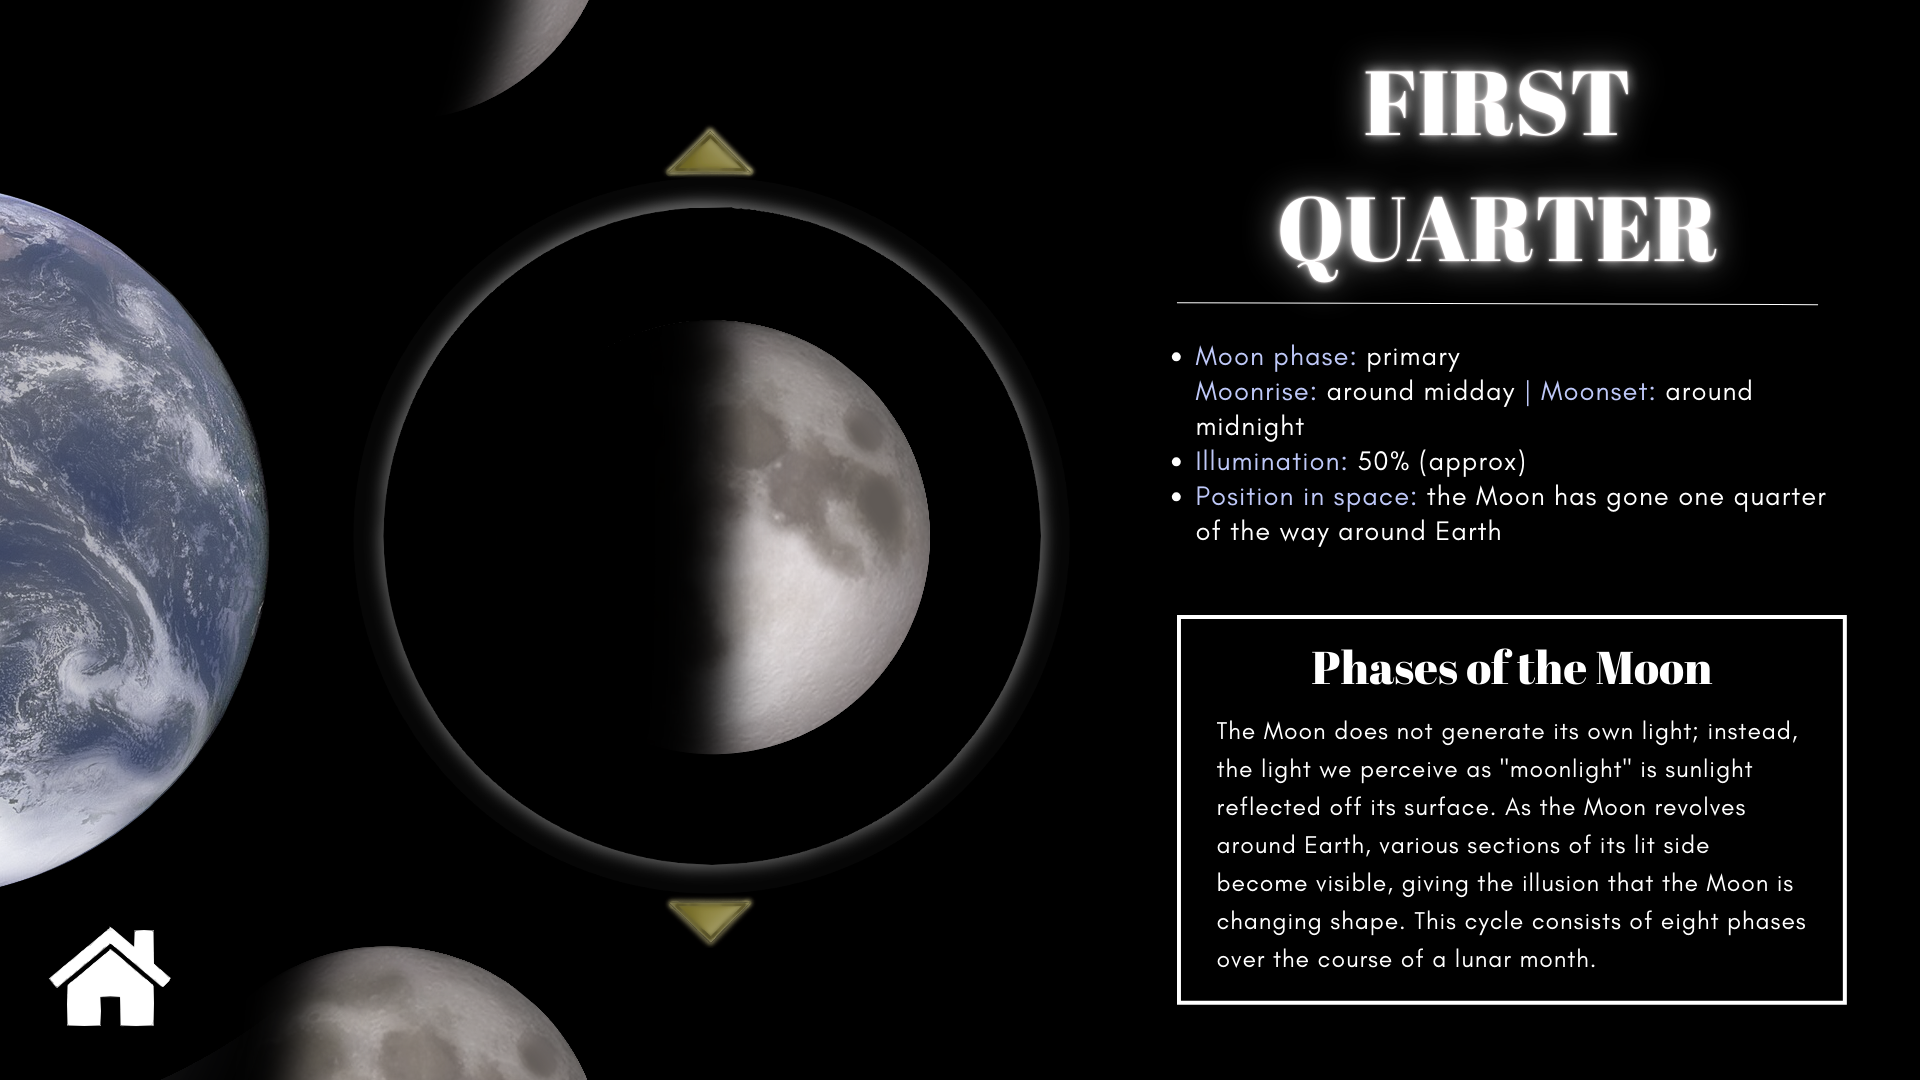 FIRST
QUARTER
• Moon phase: primary
Moonrise: around midday | Moonset: around
midnight
• Illumination: 50% (approx)
• Position in space: the Moon has gone one quarter
of the way around Earth
Phases of the Moon
The Moon does not generate its own light; instead,
the light we perceive as "moonlight" is sunlight
reflected off its surface. As the Moon revolves
around Earth, various sections of its lit side
become visible, giving the illusion that the Moon is
changing shape. This cycle consists of eight phases
over the course of a lunar month.